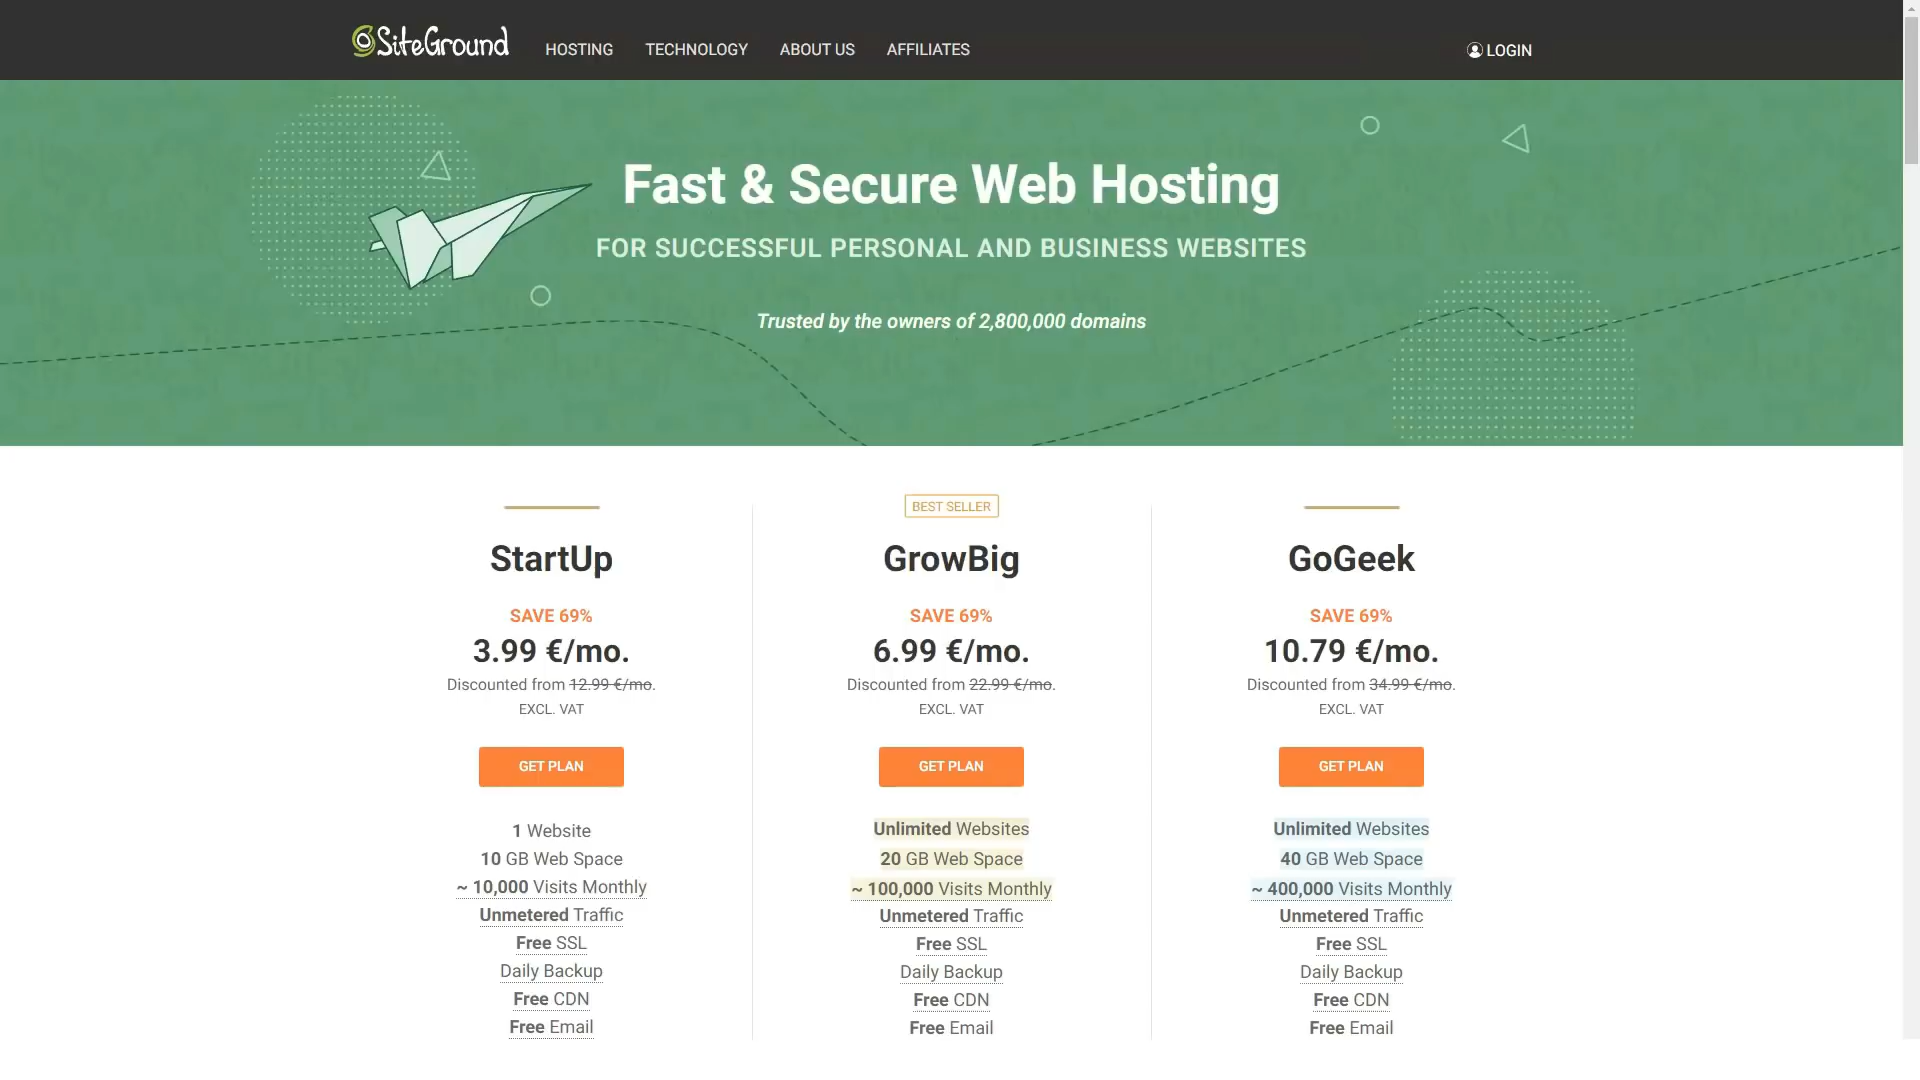 SiteGround HOSTING TECHNOLOGY ABOUT US AFFILIATES LOGIN
Fast & Secure Web Hosting
FOR SUCCESSFUL PERSONAL AND BUSINESS WEBSITES
Trusted by the owners of 2,800,000 domains
StartUp
SAVE 69%
3.99 €/mo.
Discounted from 12.99 €/mo.
EXCL. VAT
GET PLAN
1 Website
10 GB Web Space
~ 10,000 Visits Monthly
Unmetered Traffic
Free SSL
Daily Backup
Free CDN
Free Email
BEST SELLER
GrowBig
SAVE 69%
6.99 €/mo.
Discounted from 22.99 €/mo.
EXCL. VAT
GET PLAN
Unlimited Websites
20 GB Web Space
~ 100,000 Visits Monthly
Unmetered Traffic
Free SSL
Daily Backup
Free CDN
Free Email
GoGeek
SAVE 69%
10.79 €/mo.
Discounted from 34.99 €/mo.
EXCL. VAT
GET PLAN
Unlimited Websites
40 GB Web Space
~ 400,000 Visits Monthly
Unmetered Traffic
Free SSL
Daily Backup
Free CDN
Free Email